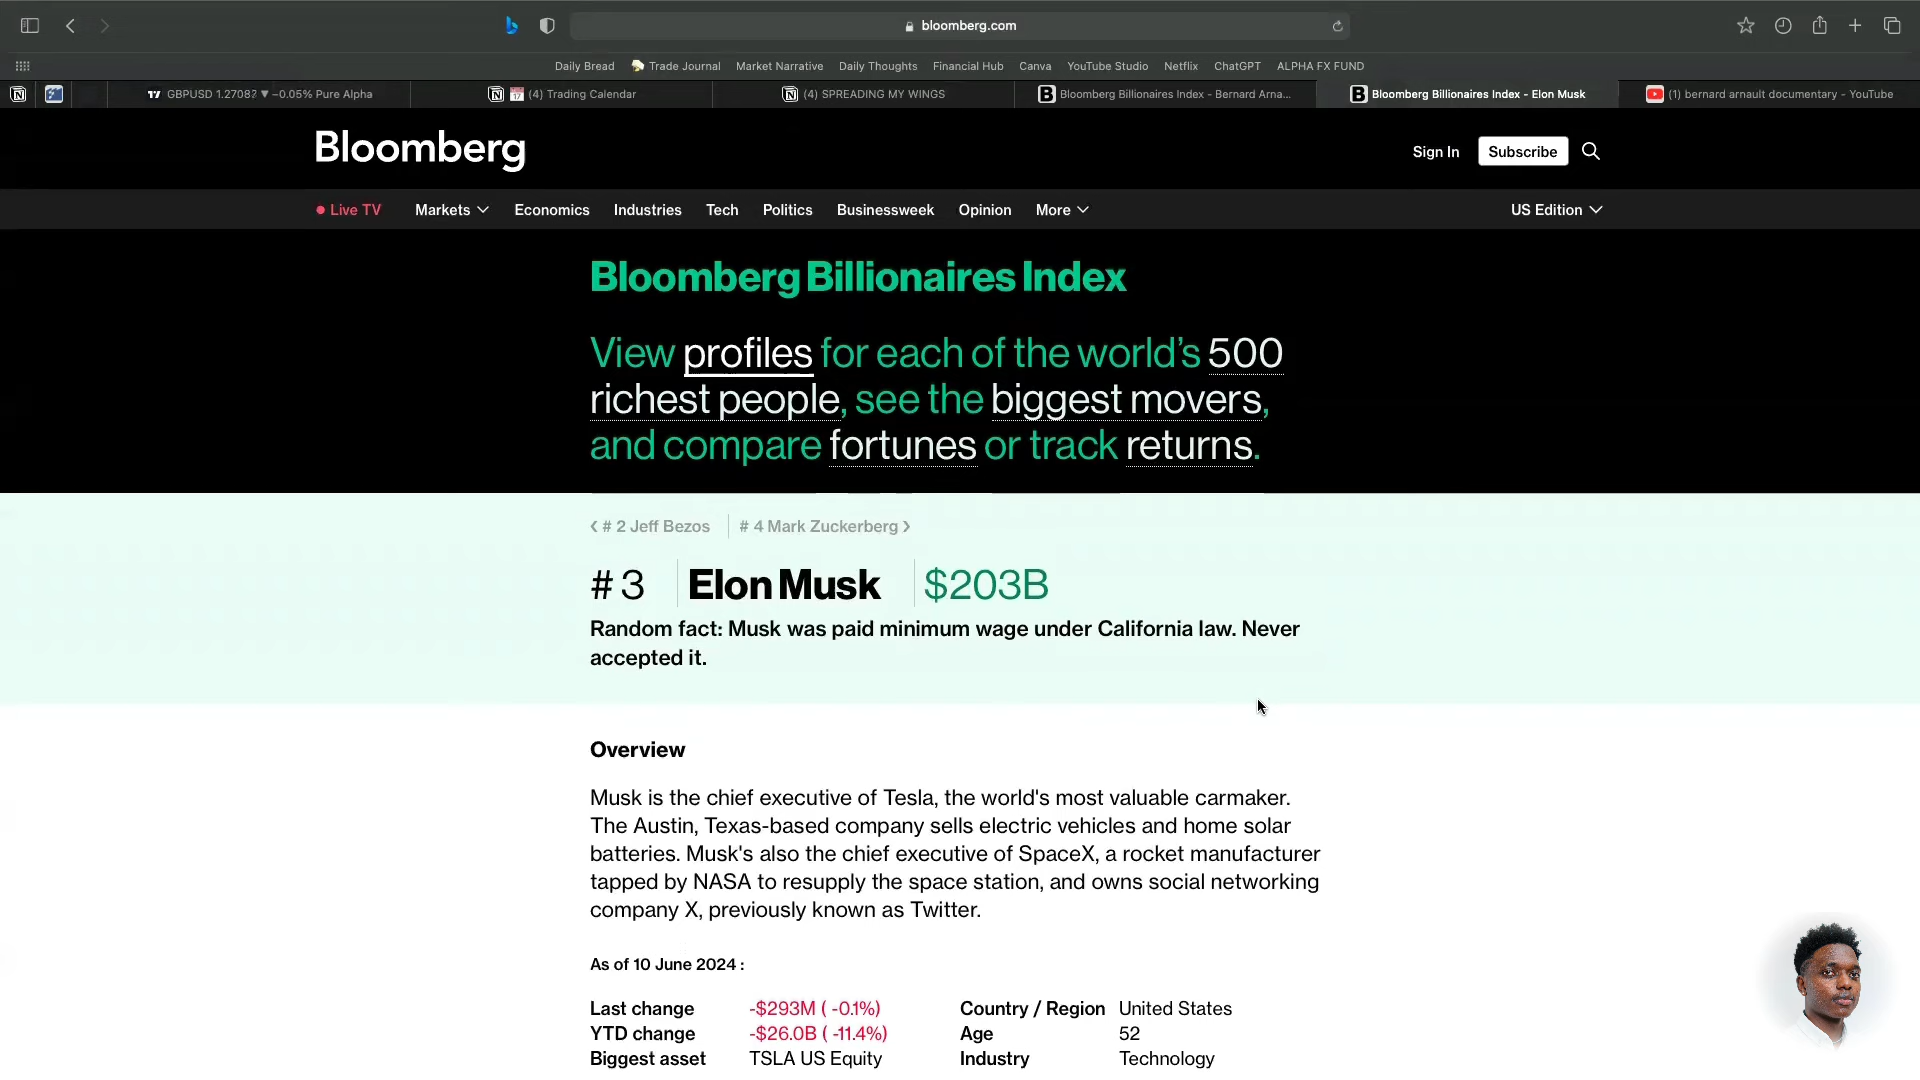 bloomberg.com
Daily Bread
Trade Journal
Market Narrative
Daily Thoughts
Financial Hub
Canva
YouTube Studio
Netflix
ChatGPT
ALPHA FX FUND
GBPUSD 1.27083 ▼ −0.05% Pure Alpha
(4) Trading Calendar
(4) SPREADING MY WINGS
Bloomberg Billionaires Index - Bernard Arna...
Bloomberg Billionaires Index - Elon Musk
(1) bernard arnault documentary - YouTube
Bloomberg
Sign In
Subscribe
Live TV
Markets
Economics
Industries
Tech
Politics
Businessweek
Opinion
More
US Edition
Bloomberg Billionaires Index
View profiles for each of the world’s 500
richest people, see the biggest movers,
and compare fortunes or track returns.
# 2 Jeff Bezos
# 4 Mark Zuckerberg
# 3 Elon Musk $203B
Random fact: Musk was paid minimum wage under California law. Never
accepted it.
Overview
Musk is the chief executive of Tesla, the world's most valuable carmaker.
The Austin, Texas-based company sells electric vehicles and home solar
batteries. Musk's also the chief executive of SpaceX, a rocket manufacturer
tapped by NASA to resupply the space station, and owns social networking
company X, previously known as Twitter.
As of 10 June 2024 :
Last change -$293M ( -0.1%) Country / Region United States
YTD change -$26.0B ( -11.4%) Age 52
Biggest asset TSLA US Equity Industry Technology